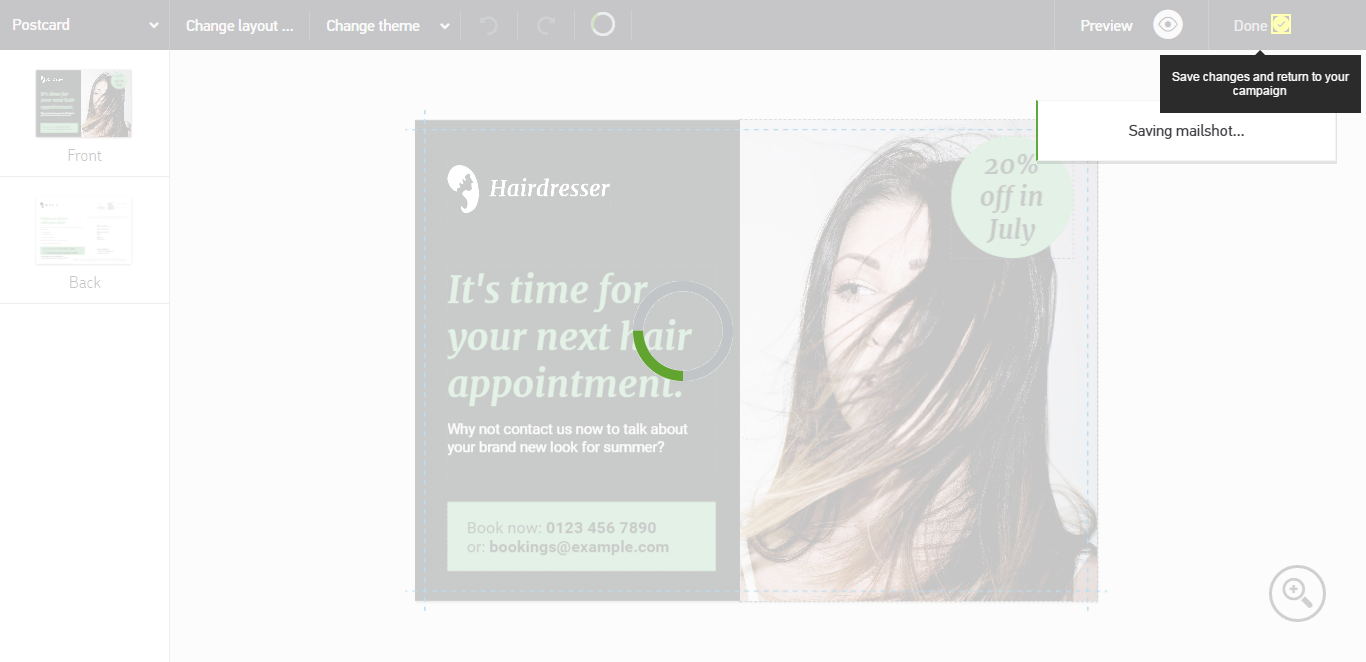 Postcard
Change layout ...
Change theme
Preview
Done
Save changes and return to your
campaign
Saving mailshot...
Front
Back
Hairdresser
It's time for
your next hair
appointment.
Why not contact us now to talk about
your brand new look for summer?
Book now: 0123 456 7890
or: bookings@example.com
20%
off in
July